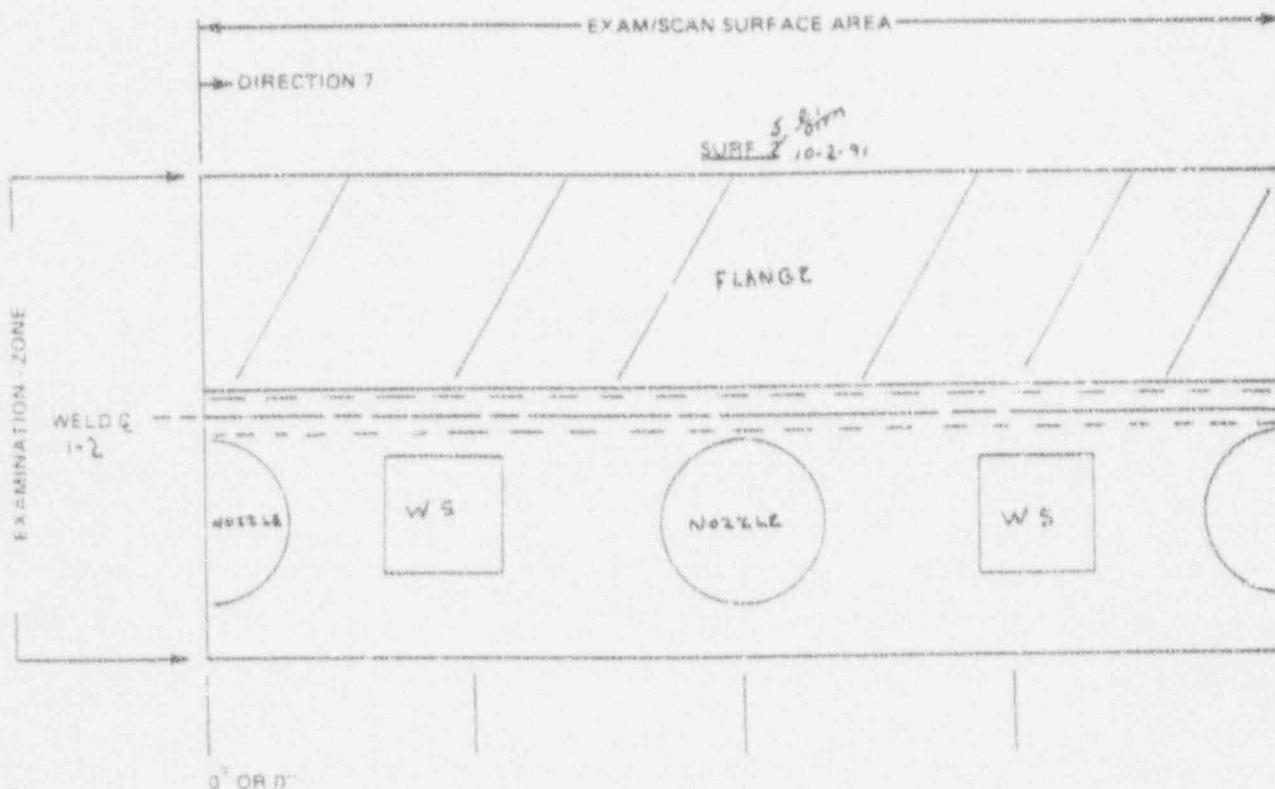 EXAM/SCAN SURFACE AREA
DIRECTION 7
5
SURF 2 10-2-91
FLANGE
EXAMINATION - ZONE
WELD ℄
1-2
NOZZLE
W S
NOZZLE
W S
0° OR 0"